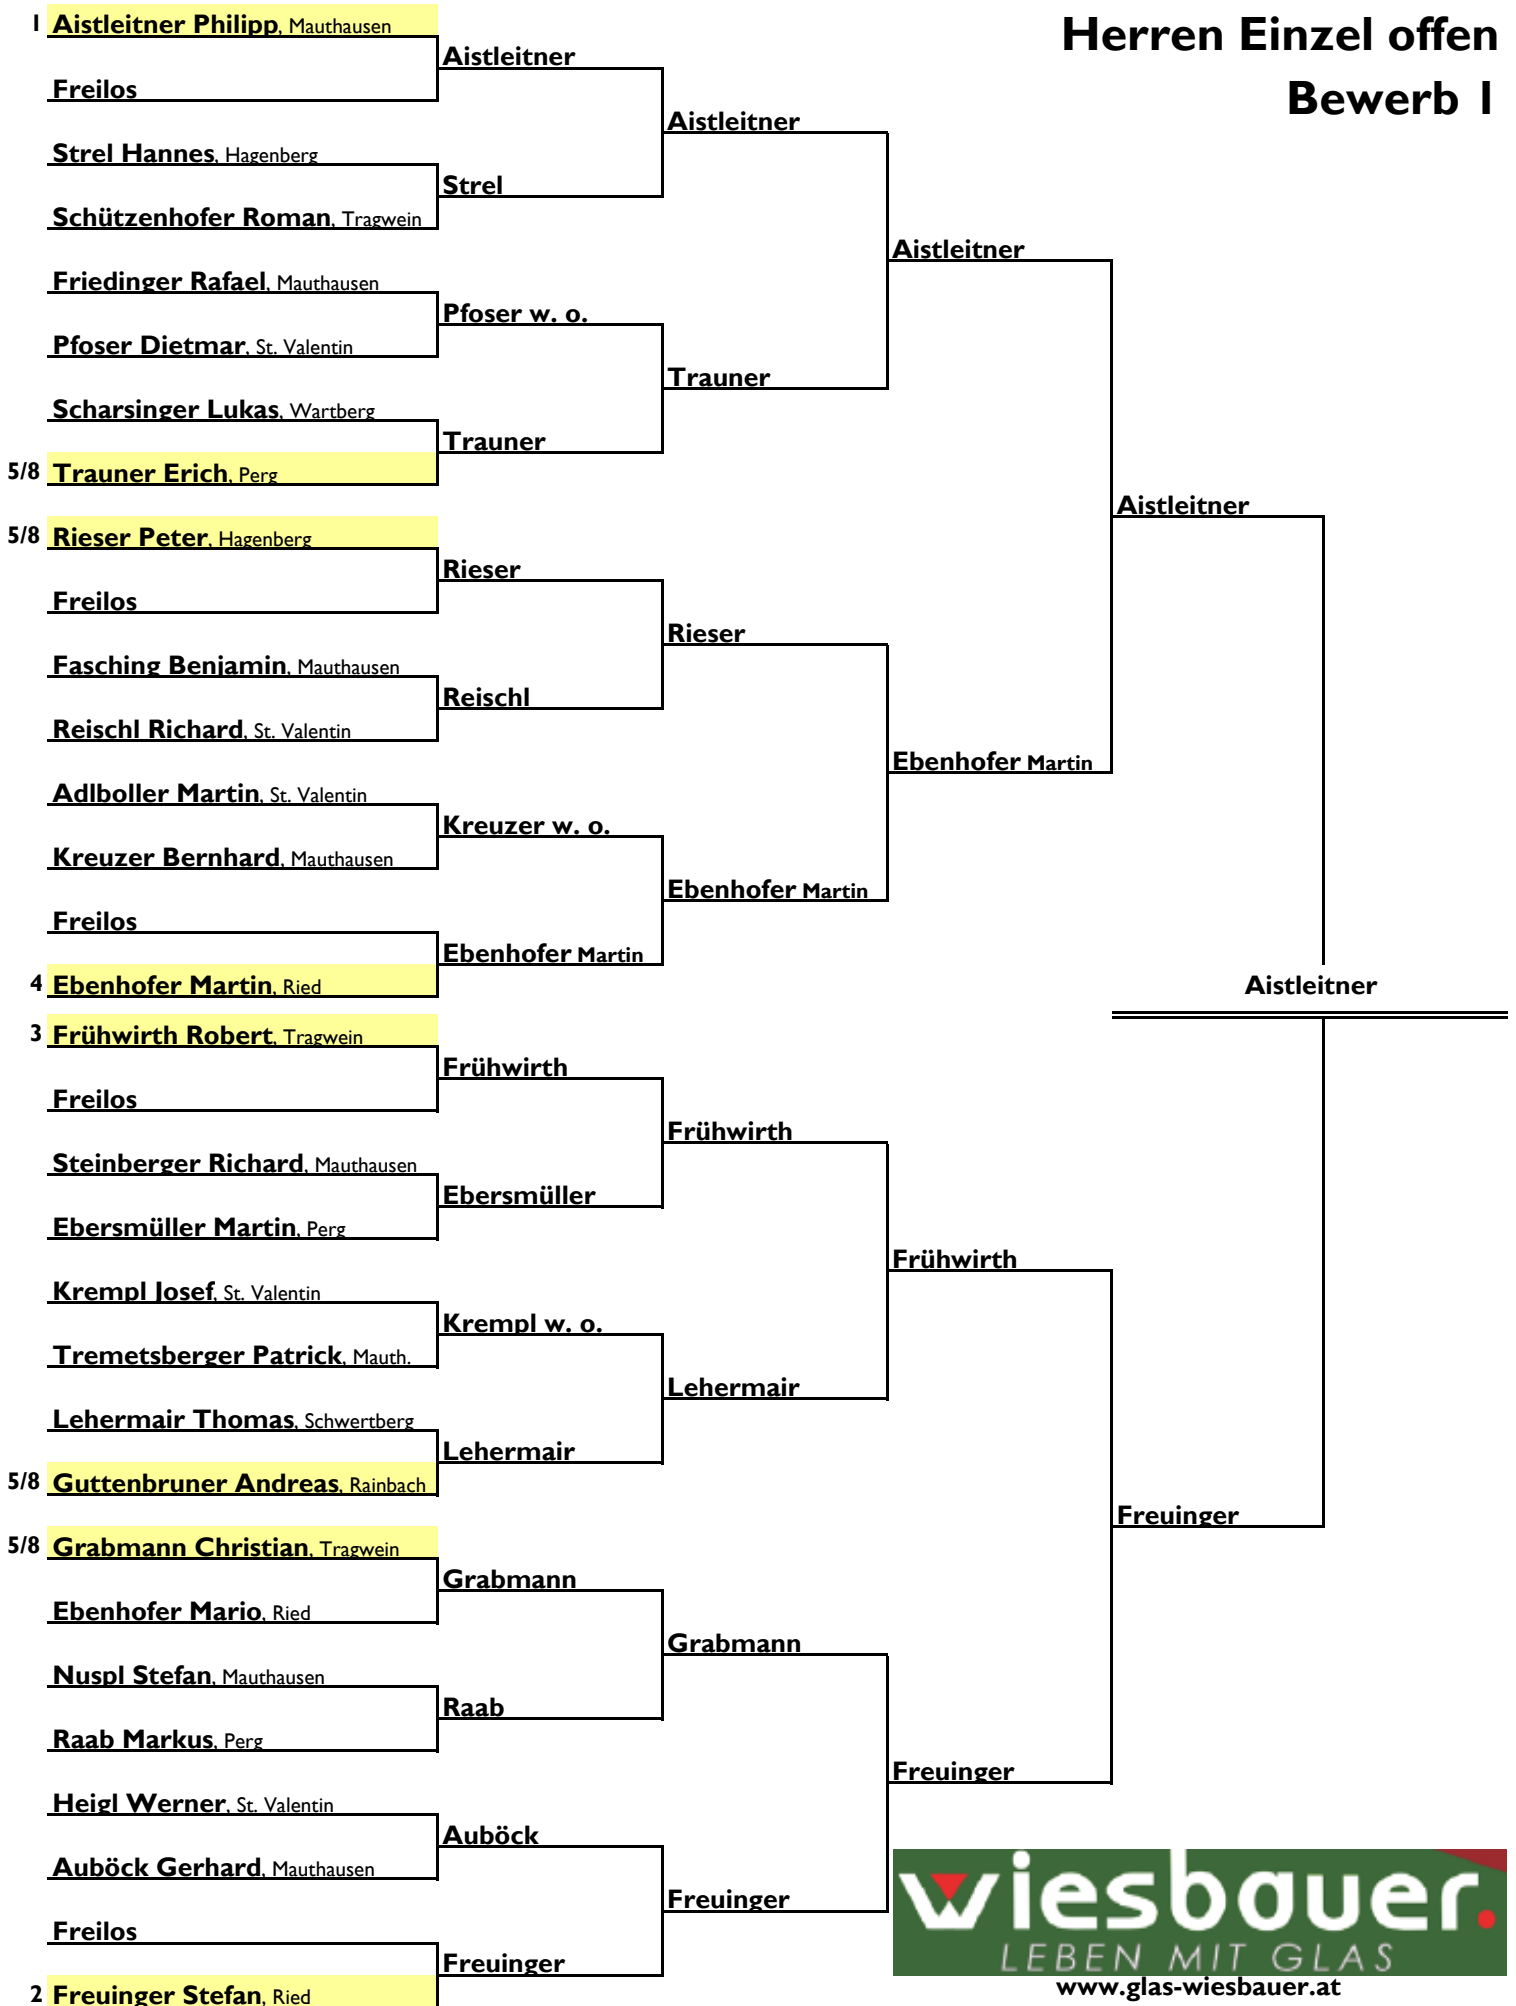 Herren Einzel offen
Bewerb 1
1 Aistleitner Philipp, Mauthausen
Aistleitner
Freilos
Aistleitner
Strel Hannes, Hagenberg
Strel
Schützenhofer Roman, Tragwein
Aistleitner
Friedinger Rafael, Mauthausen
Pfoser w. o.
Pfoser Dietmar, St. Valentin
Trauner
Scharsinger Lukas, Wartberg
Trauner
5/8 Trauner Erich, Perg
Aistleitner
5/8 Rieser Peter, Hagenberg
Rieser
Freilos
Rieser
Fasching Benjamin, Mauthausen
Reischl
Reischl Richard, St. Valentin
Ebenhofer Martin
Adlboller Martin, St. Valentin
Kreuzer w. o.
Kreuzer Bernhard, Mauthausen
Ebenhofer Martin
Freilos
Ebenhofer Martin
4 Ebenhofer Martin, Ried
Aistleitner
3 Frühwirth Robert, Tragwein
Frühwirth
Freilos
Frühwirth
Steinberger Richard, Mauthausen
Ebersmüller
Ebersmüller Martin, Perg
Frühwirth
Krempl Josef, St. Valentin
Krempl w. o.
Tremetsberger Patrick, Mauth.
Lehermair
Lehermair Thomas, Schwertberg
Lehermair
5/8 Guttenbruner Andreas, Rainbach
Freuinger
5/8 Grabmann Christian, Tragwein
Grabmann
Ebenhofer Mario, Ried
Grabmann
Nuspl Stefan, Mauthausen
Raab
Raab Markus, Perg
Freuinger
Heigl Werner, St. Valentin
Auböck
Auböck Gerhard, Mauthausen
Freuinger
Freilos
Freuinger
2 Freuinger Stefan, Ried
wiesbauer.
LEBEN MIT GLAS
www.glas-wiesbauer.at